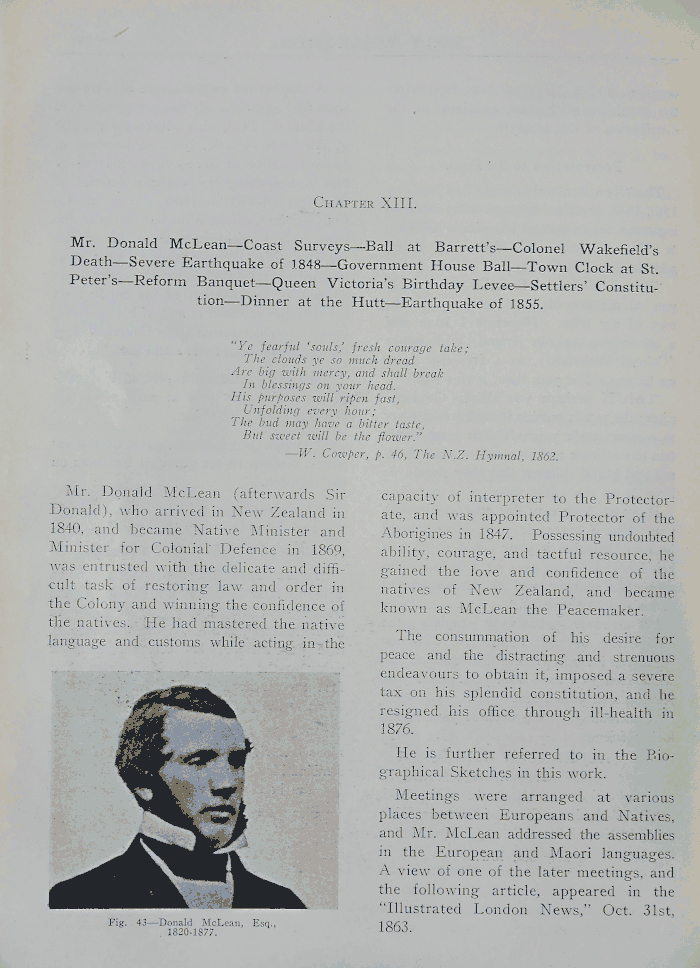 CHAPTER XIII.
Mr. Donald McLean—Coast Surveys—Ball at Barrett's—Colonel Wakefield's
Death—Severe Earthquake of 1848—Government House Ball—Town Clock at St.
Peter's—Reform Banquet—Queen Victoria's Birthday Levee—Settlers' Constitu-
tion—Dinner at the Hutt—Earthquake of 1855.
"Ye fearful 'souls,' fresh courage take;
The clouds ye so much dread
Are big with mercy, and shall break
In blessings on your head.
His purposes will ripen fast,
Unfolding every hour;
The bud may have a bitter taste,
But sweet will be the flower."
—W. Cowper, p. 46, The N.Z. Hymnal, 1862.
Mr. Donald McLean (afterwards Sir
Donald), who arrived in New Zealand in
1840, and became Native Minister and
Minister for Colonial Defence in 1869,
was entrusted with the delicate and diffi-
cult task of restoring law and order in
the Colony and winning the confidence of
the natives. He had mastered the native
language and customs while acting in the
Fig. 43—Donald McLean, Esq.,
1820-1877.
capacity of interpreter to the Protector-
ate, and was appointed Protector of the
Aborigines in 1847. Possessing undoubted
ability, courage, and tactful resource, he
gained the love and confidence of the
natives of New Zealand, and became
known as McLean the Peacemaker.
The consummation of his desire for
peace and the distracting and strenuous
endeavours to obtain it, imposed a severe
tax on his splendid constitution, and he
resigned his office through ill-health in
1876.
He is further referred to in the Bio-
graphical Sketches in this work.
Meetings were arranged at various
places between Europeans and Natives,
and Mr. McLean addressed the assemblies
in the European and Maori languages.
A view of one of the later meetings, and
the following article, appeared in the
"Illustrated London News," Oct. 31st,
1863.